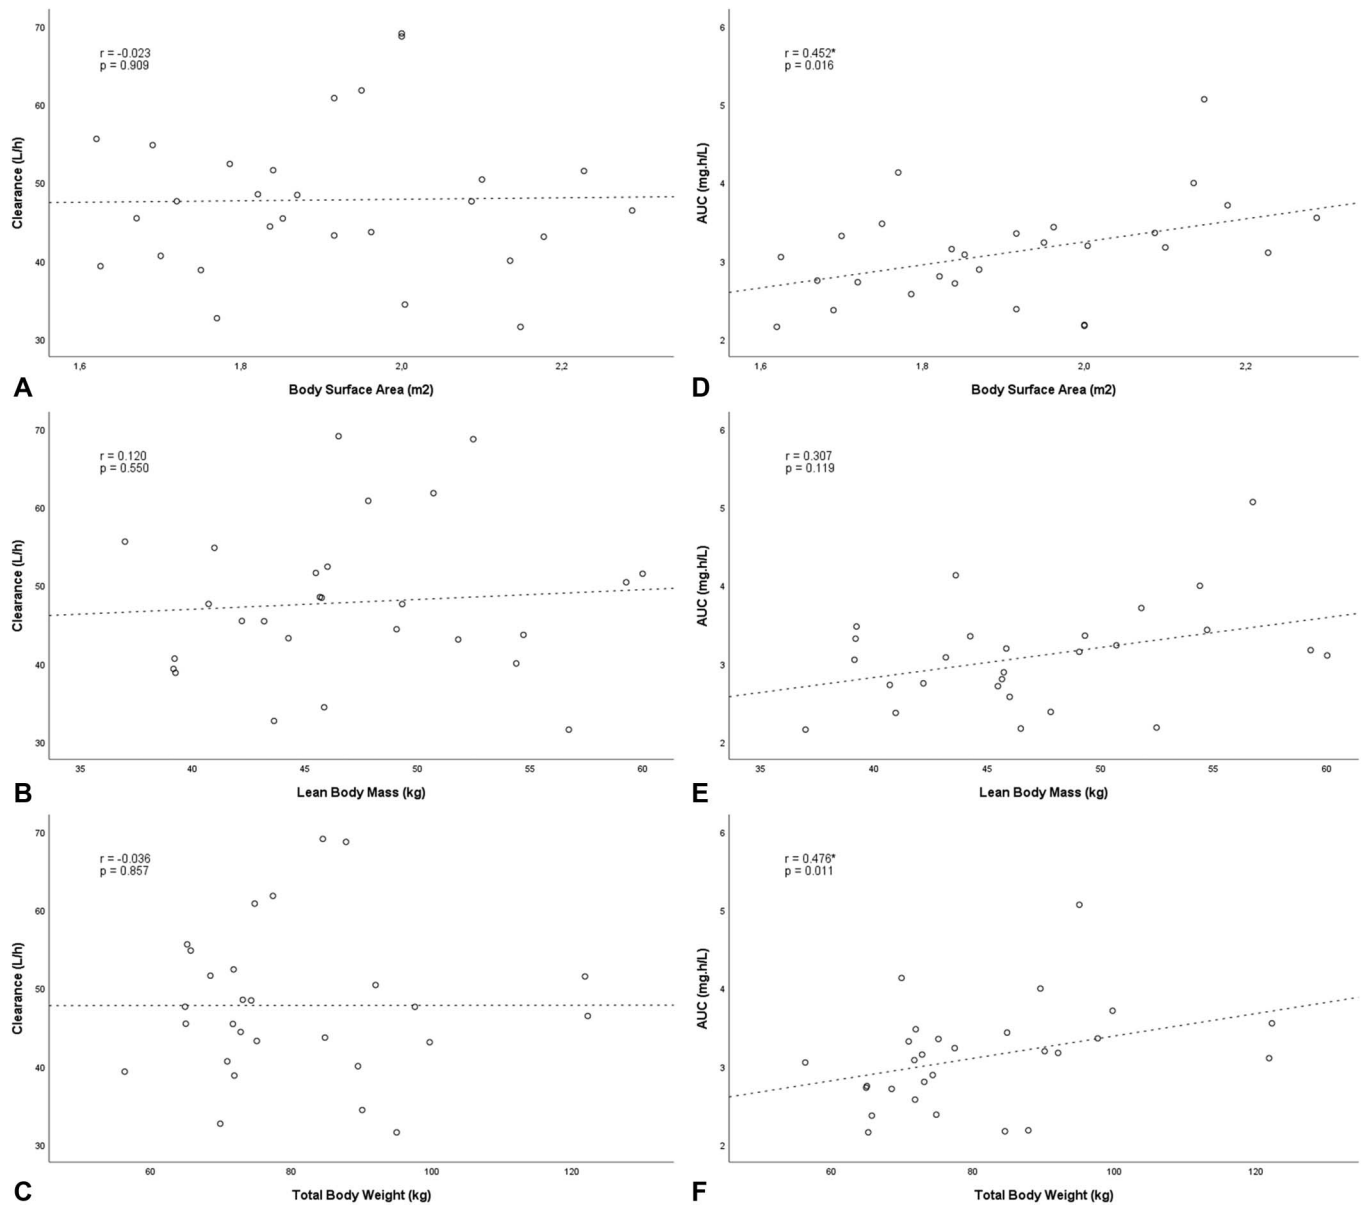 70
60
50
40
30
Clearance (L/h)
r = -0.023
p = 0.909
1,6
1,8
2,0
2,2
Body Surface Area (m2)
A
6
5
4
3
2
AUC (mg.h/L)
r = 0.452*
p = 0.016
1,6
1,8
2,0
2,2
Body Surface Area (m2)
D
70
60
50
40
30
Clearance (L/h)
r = 0.120
p = 0.550
35
40
45
50
55
60
Lean Body Mass (kg)
B
6
5
4
3
2
AUC (mg.h/L)
r = 0.307
p = 0.119
35
40
45
50
55
60
Lean Body Mass (kg)
E
70
60
50
40
30
Clearance (L/h)
r = -0.036
p = 0.857
60
80
100
120
Total Body Weight (kg)
C
6
5
4
3
2
AUC (mg.h/L)
r = 0.476*
p = 0.011
60
80
100
120
Total Body Weight (kg)
F